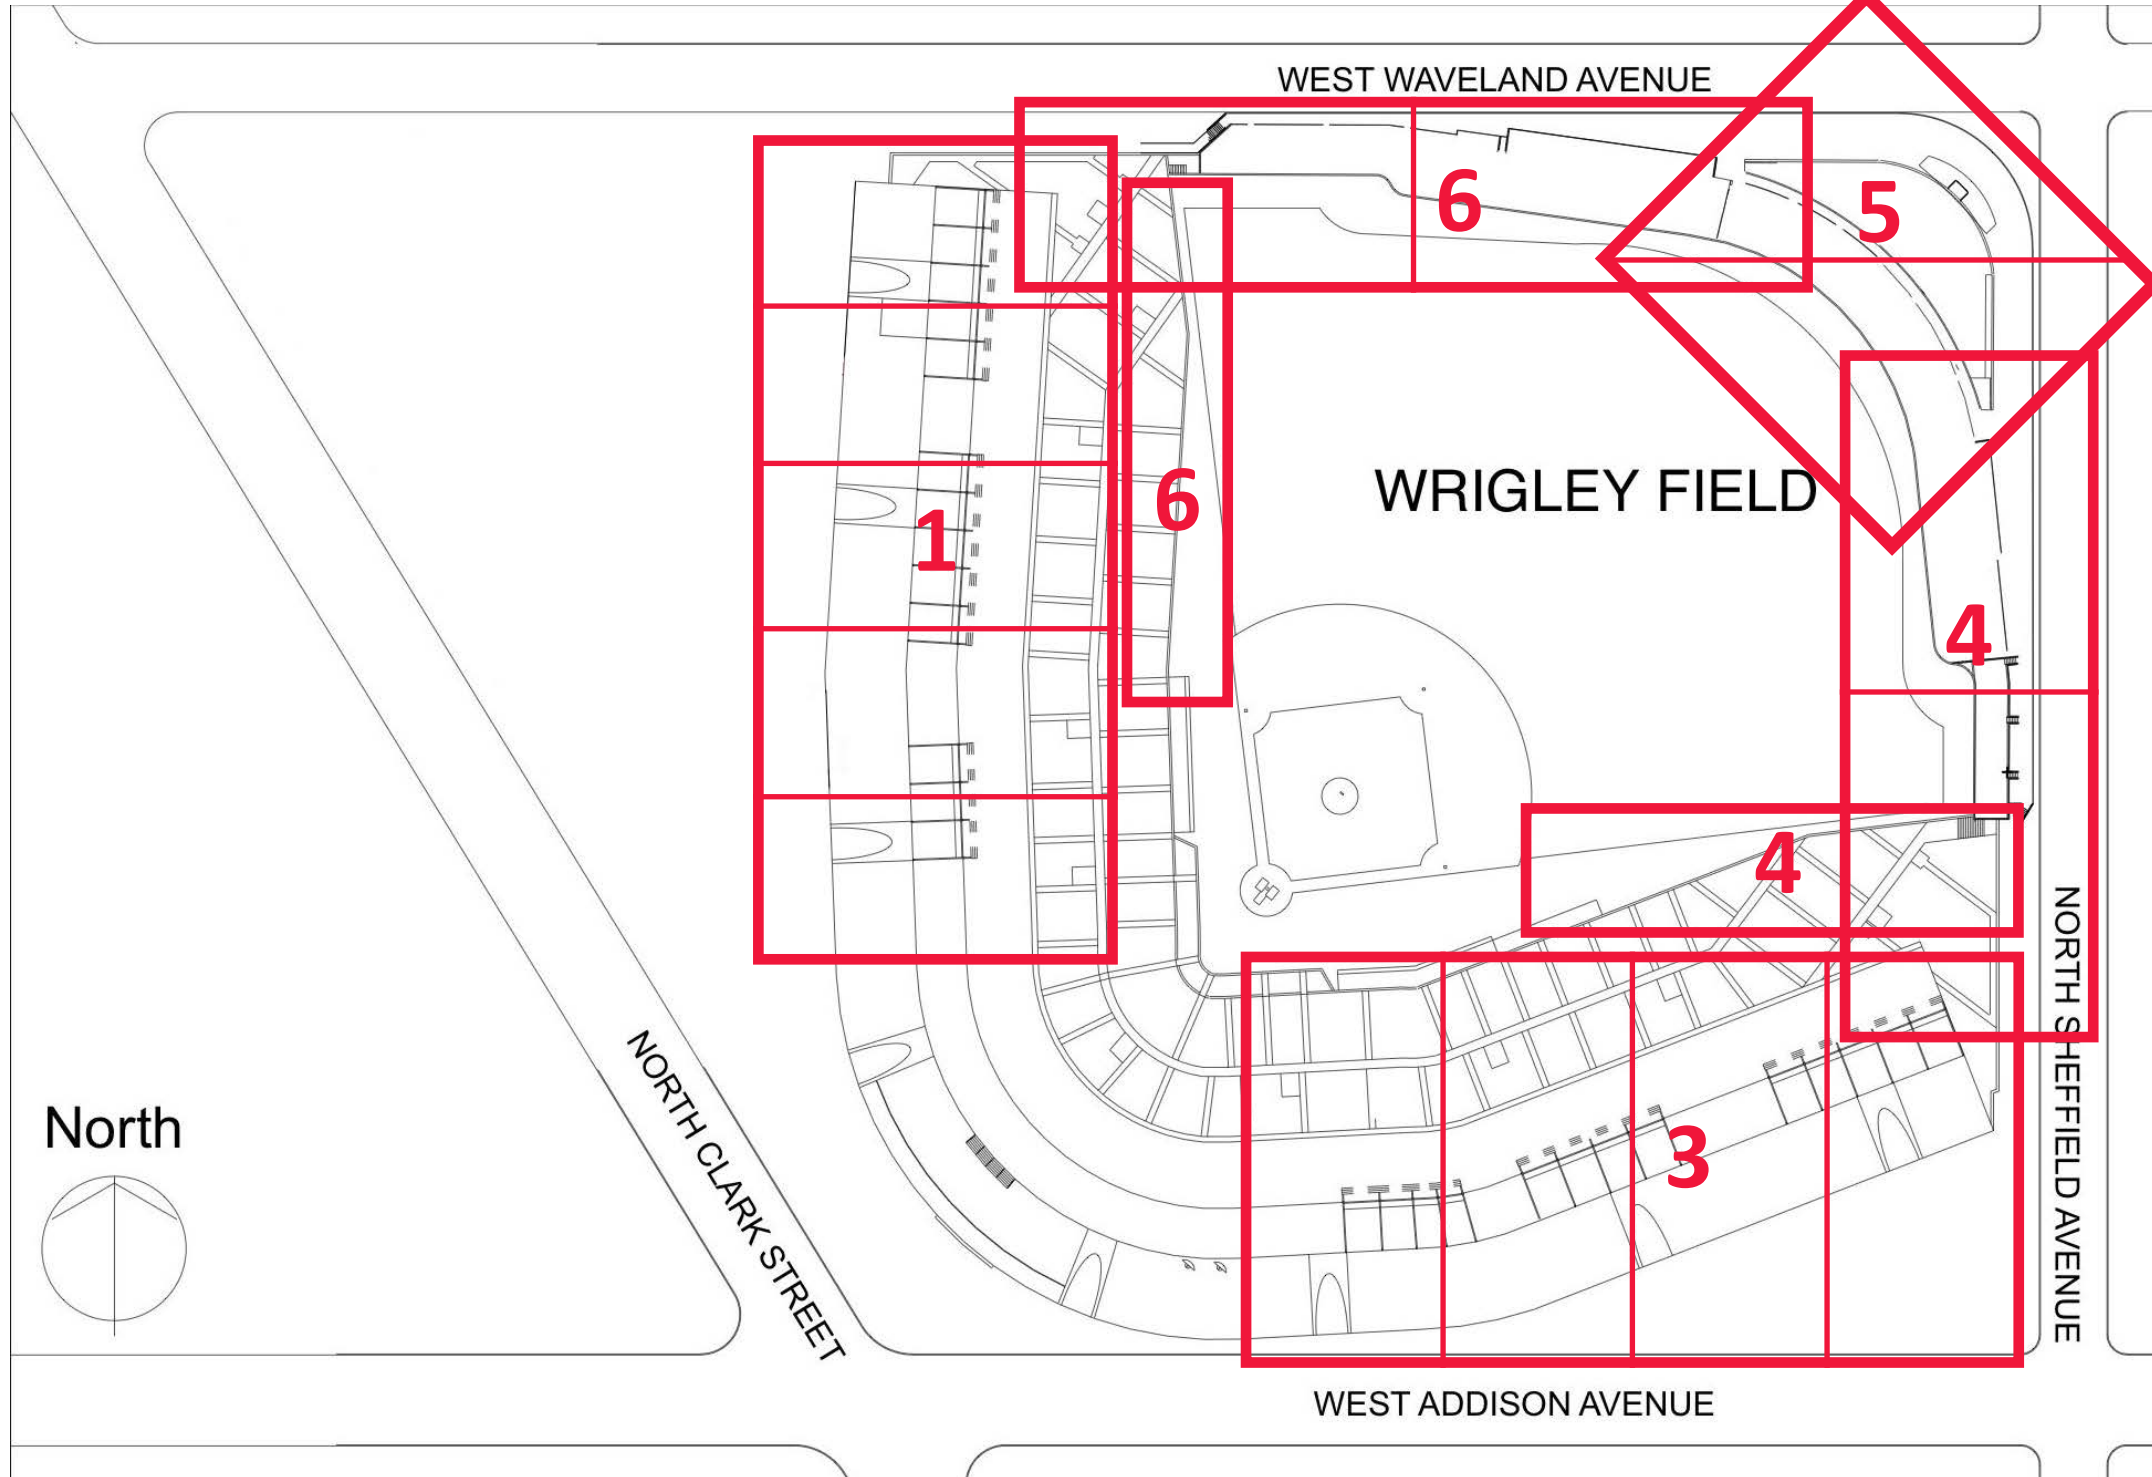 WEST WAVELAND AVENUE
5
6
WRIGLEY FIELD
6
1
4
4
NORTH SHEFFIELD AVENUE
North
NORTH CLARK STREET
3
WEST ADDISON AVENUE